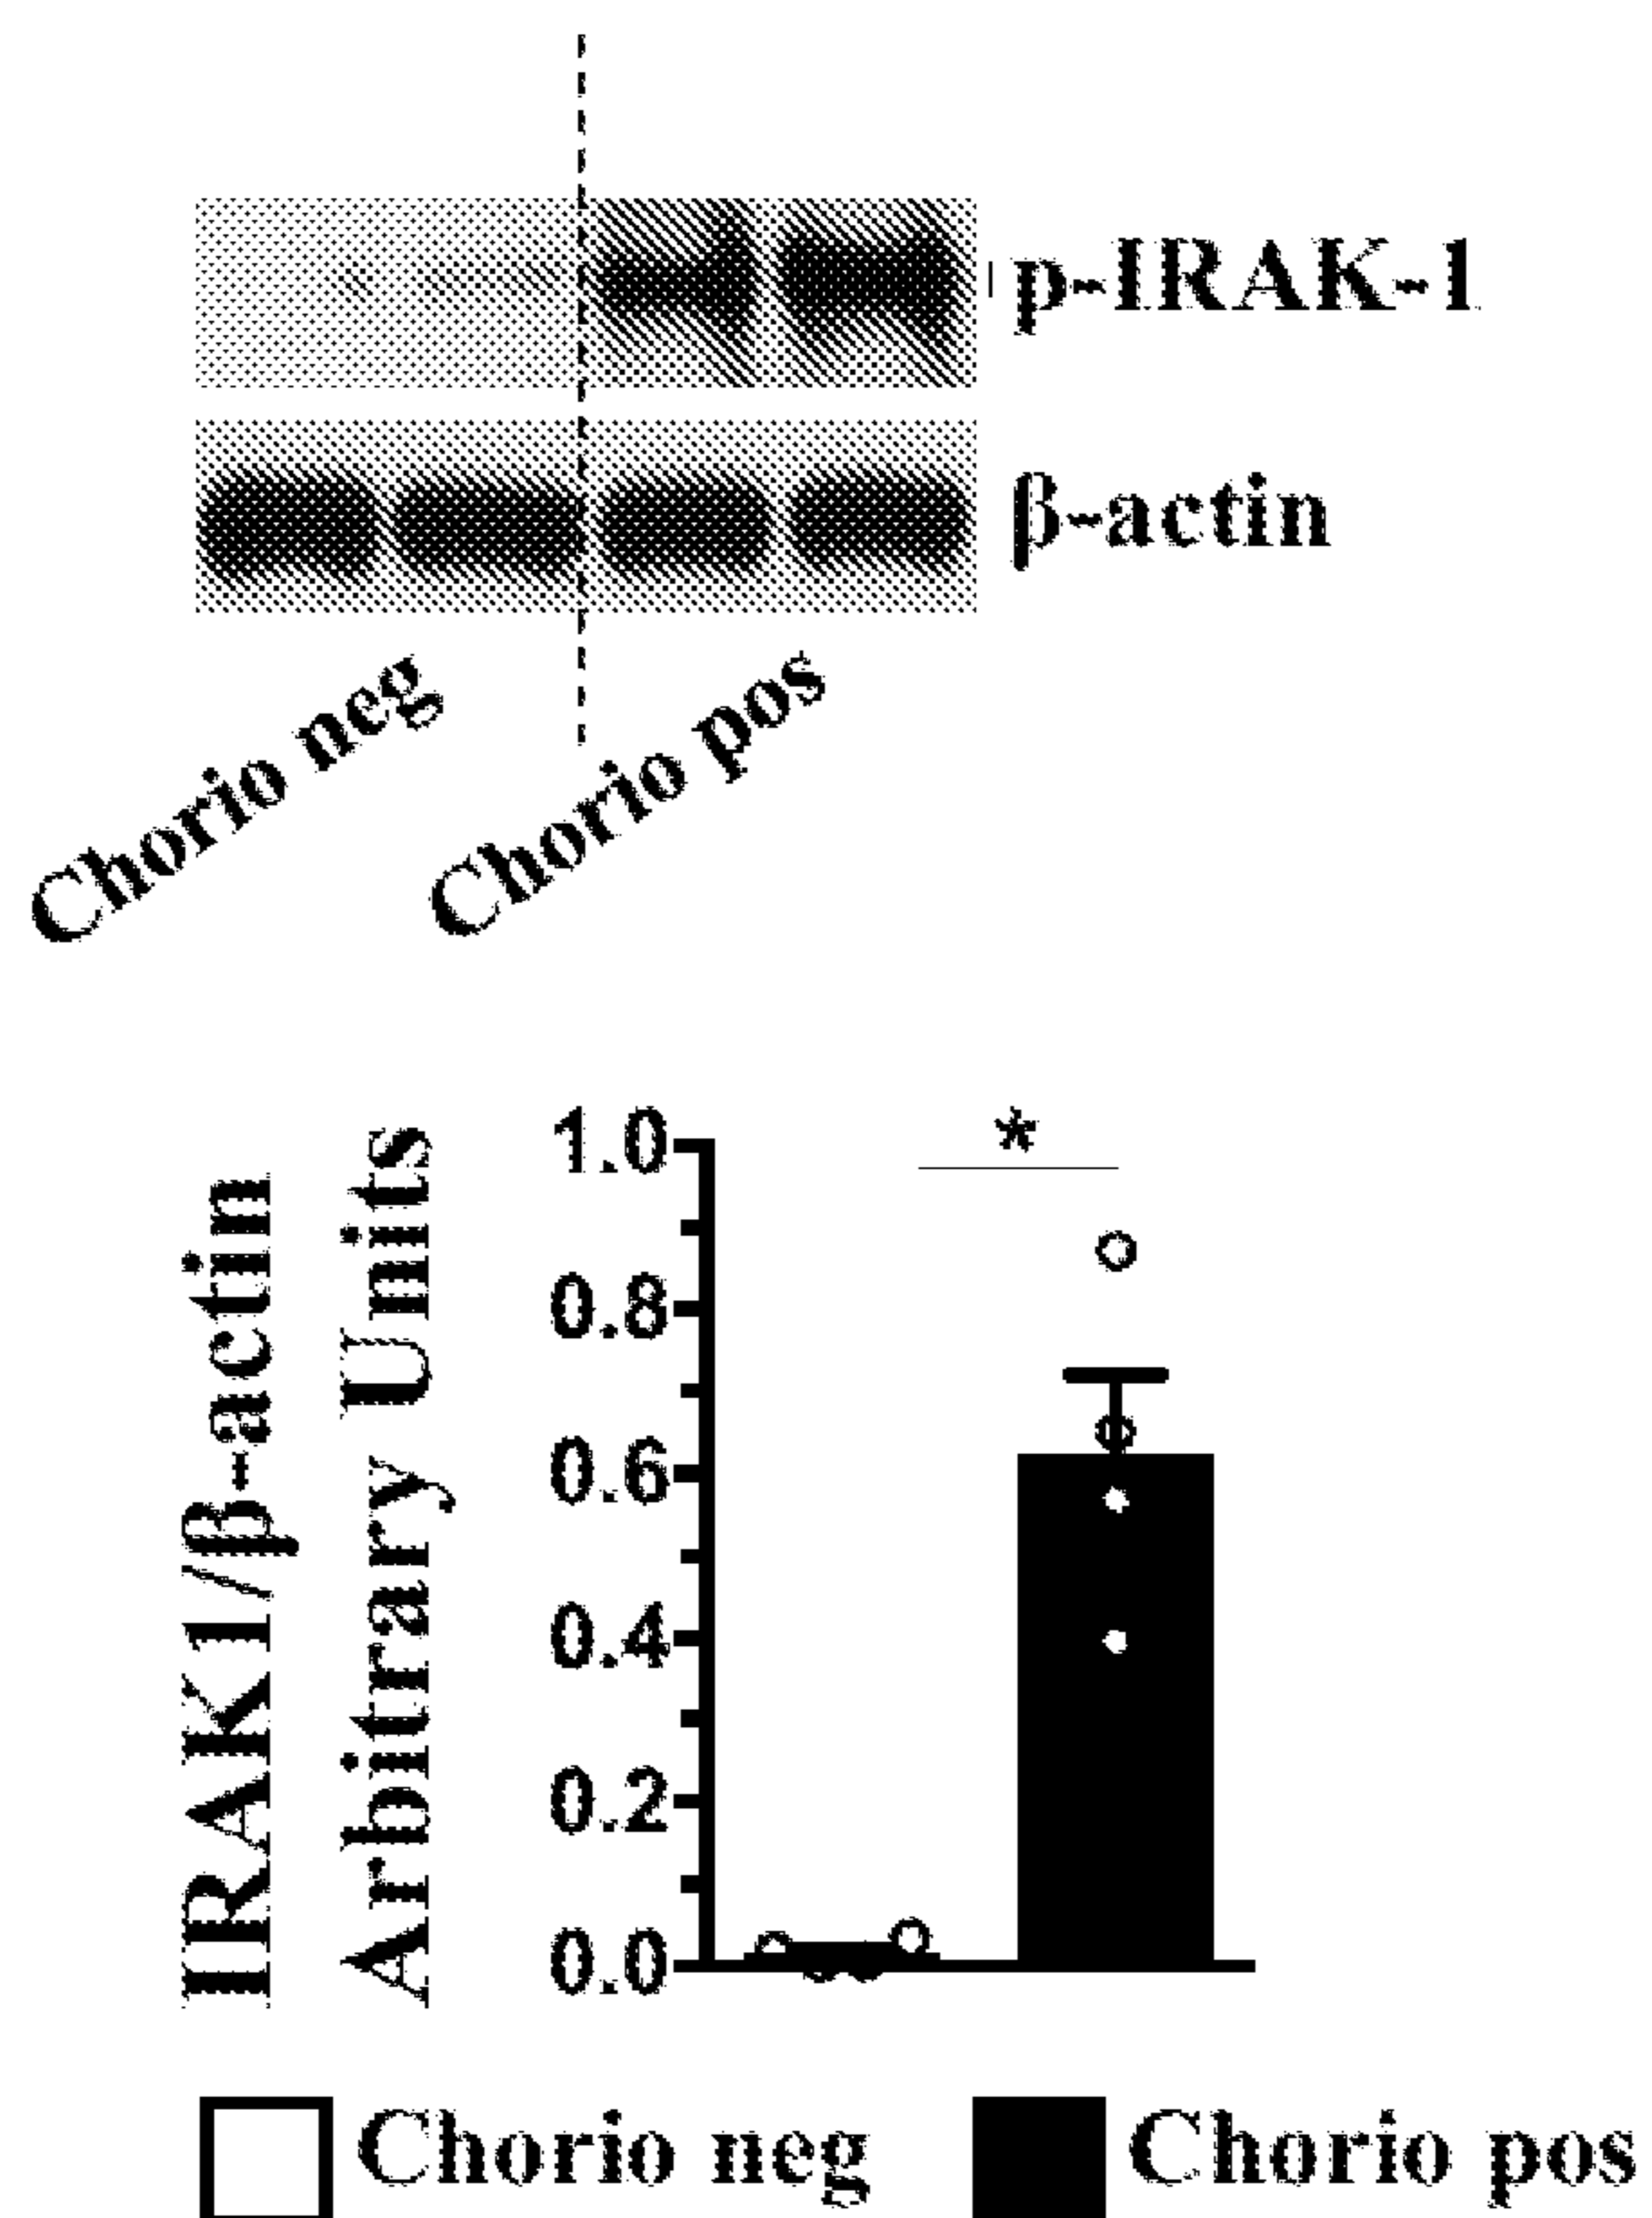 p-IRAK-1
β-actin
Chorio neg
Chorio pos
IRAK1/β-actin
Arbitrary Units
*
1.0
0.8
0.6
0.4
0.2
0.0
Chorio neg
Chorio pos